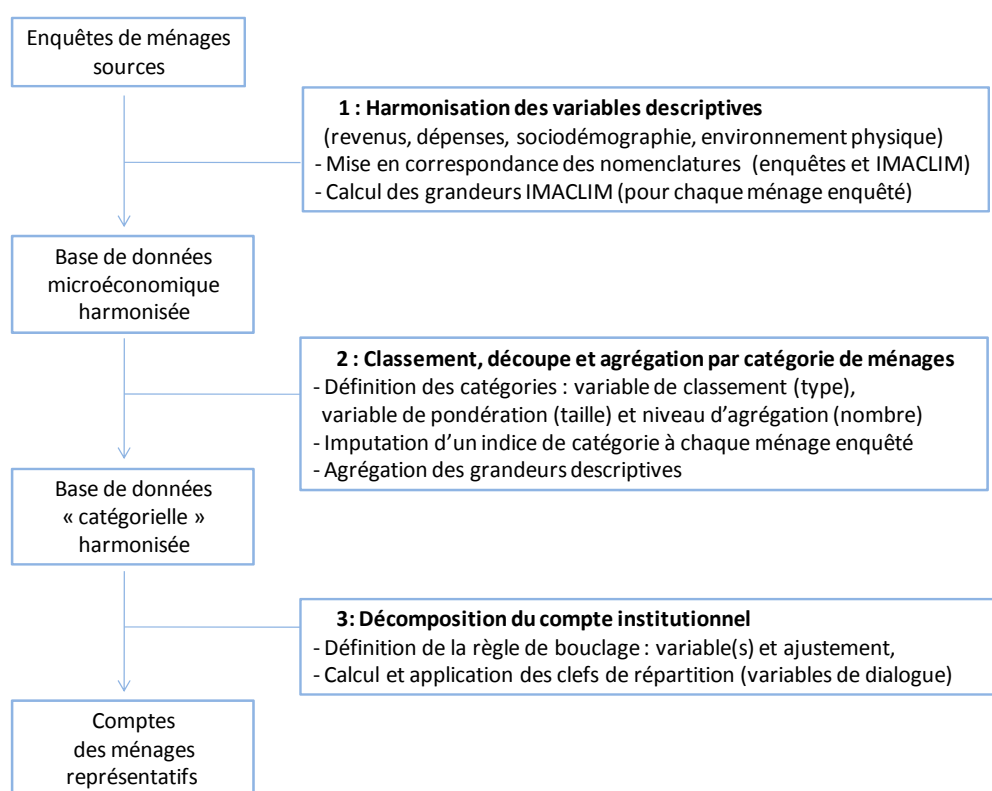 Enquêtes de ménages
sources
1 : Harmonisation des variables descriptives
(revenus, dépenses, sociodémographie, environnement physique)
- Mise en correspondance des nomenclatures (enquêtes et IMACLIM)
- Calcul des grandeurs IMACLIM (pour chaque ménage enquêté)
Base de données
microéconomique
harmonisée
2 : Classement, découpe et agrégation par catégorie de ménages
- Définition des catégories : variable de classement (type),
variable de pondération (taille) et niveau d’agrégation (nombre)
- Imputation d’un indice de catégorie à chaque ménage enquêté
- Agrégation des grandeurs descriptives
Base de données
« catégorielle »
harmonisée
3: Décomposition du compte institutionnel
- Définition de la règle de bouclage : variable(s) et ajustement,
- Calcul et application des clefs de répartition (variables de dialogue)
Comptes
des ménages
représentatifs